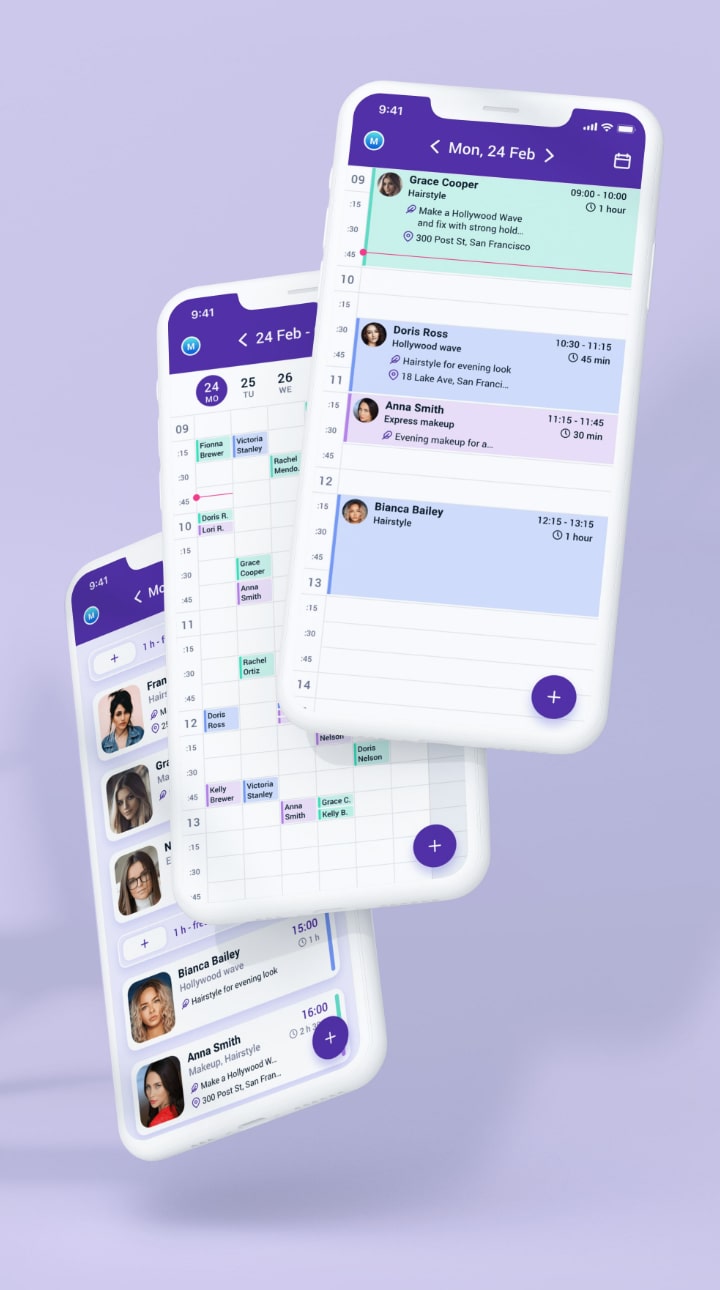 9:41
M
Mon, 24 Feb
09
:15
:30
:45
10
:15
:30
:45
11
:15
:30
:45
12
:15
:30
:45
13
:15
:30
:45
14
Grace Cooper
09:00 - 10:00
Hairstyle
1 hour
Make a Hollywood Wave
and fix with strong hold...
300 Post St, San Francisco
Doris Ross
10:30 - 11:15
Hollywood wave
45 min
Hairstyle for evening look
18 Lake Ave, San Franci...
Anna Smith
11:15 - 11:45
Express makeup
30 min
Evening makeup for a...
Bianca Bailey
12:15 - 13:15
Hairstyle
1 hour
+
9:41
M
24 Feb -
24
MO
25
TU
26
WE
09
:15
:30
:45
10
:15
:30
:45
11
:15
:30
:45
12
:15
:30
:45
13
:15
:30
:45
Fionna
Brewer
Victoria
Stanley
Rachel
Mendo.
Doris R.
Lori R.
Grace
Cooper
Anna
Smith
Rachel
Ortiz
Doris
Ross
Nelson
Doris
Nelson
Kelly
Brewer
Victoria
Stanley
Anna
Smith
Grace C.
Kelly B.
+
9:41
M
Mo
+
1 h - f
Fran
Hairs
M
25
Gra
Ma
N
E
+
1 h - fre
15:00
1 h
Bianca Bailey
Hollywood wave
Hairstyle for evening look
16:00
2 h 3
Anna Smith
Makeup, Hairstyle
Make a Hollywood W...
300 Post St, San Fran...
+